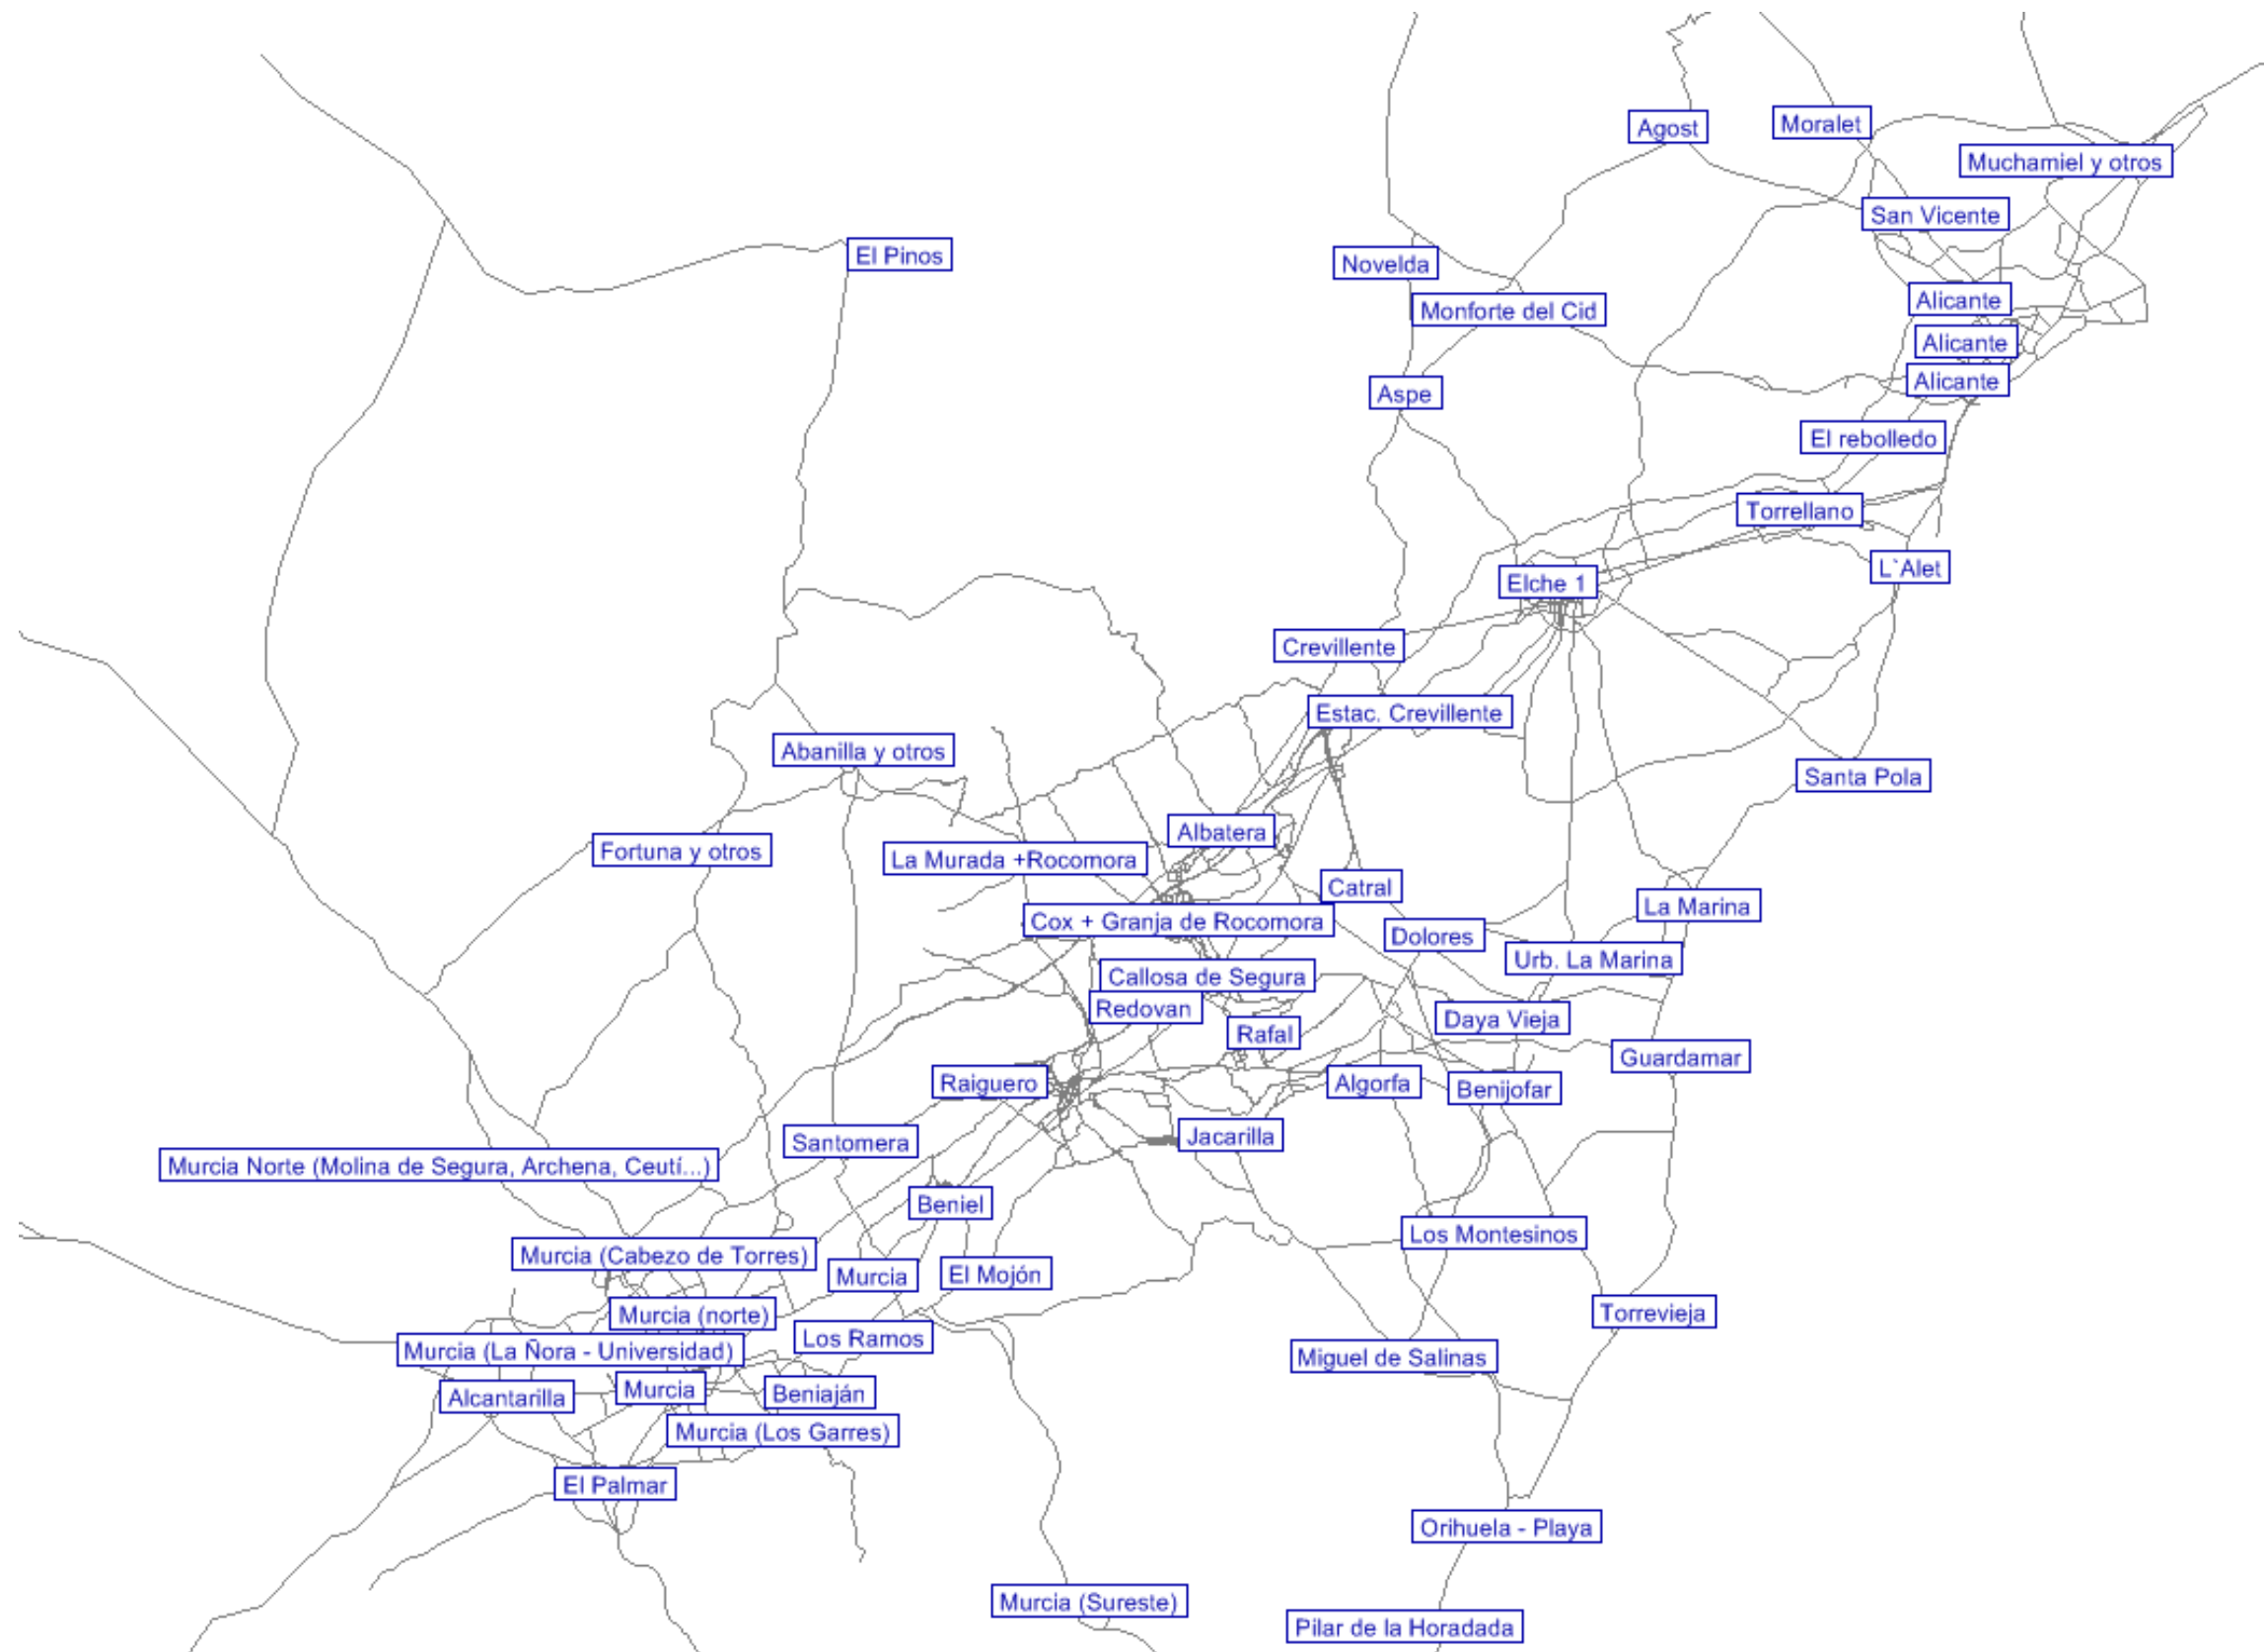 Agost
Moralet
Muchamiel y otros
San Vicente
El Pinos
Novelda
Monforte del Cid
Alicante
Alicante
Alicante
Aspe
El rebolledo
Torrellano
L`Alet
Elche 1
Crevillente
Estac. Crevillente
Abanilla y otros
Santa Pola
Albatera
Fortuna y otros
La Murada +Rocomora
Catral
La Marina
Cox + Granja de Rocomora
Dolores
Urb. La Marina
Callosa de Segura
Redovan
Daya Vieja
Rafal
Guardamar
Raiguero
Algorfa
Benijofar
Santomera
Jacarilla
Murcia Norte (Molina de Segura, Archena, Ceutí...)
Beniel
Los Montesinos
Murcia (Cabezo de Torres)
Murcia
El Mojón
Murcia (norte)
Torrevieja
Los Ramos
Murcia (La Ñora - Universidad)
Miguel de Salinas
Alcantarilla
Murcia
Beniaján
Murcia (Los Garres)
El Palmar
Orihuela - Playa
Murcia (Sureste)
Pilar de la Horadada